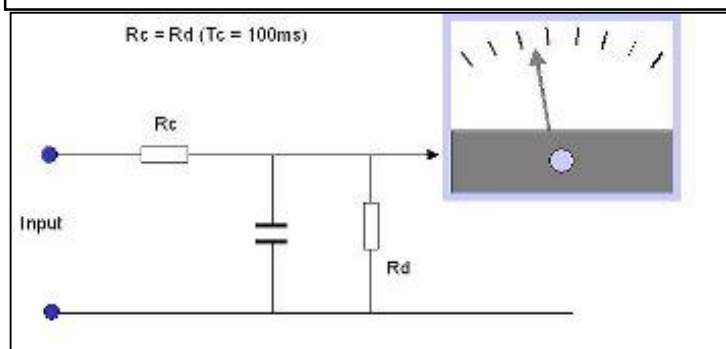 Rc = Rd (Tc = 100ms)
Rc
Input
Rd